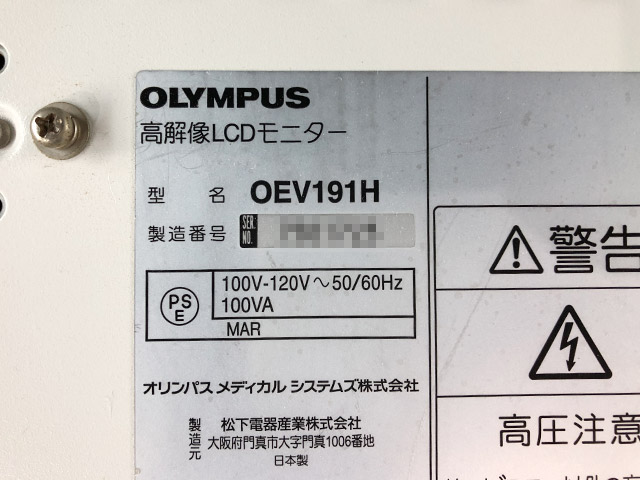 OLYMPUS
高解像LCDモニター
型 名 OEV191H
製造番号 SER. NO.
PSE
100V-120V～50/60Hz
100VA
MAR
オリンパス メディカル システムズ株式会社
製造元
松下電器産業株式会社
大阪府門真市大字門真1006番地
日本製
警告
高圧注意